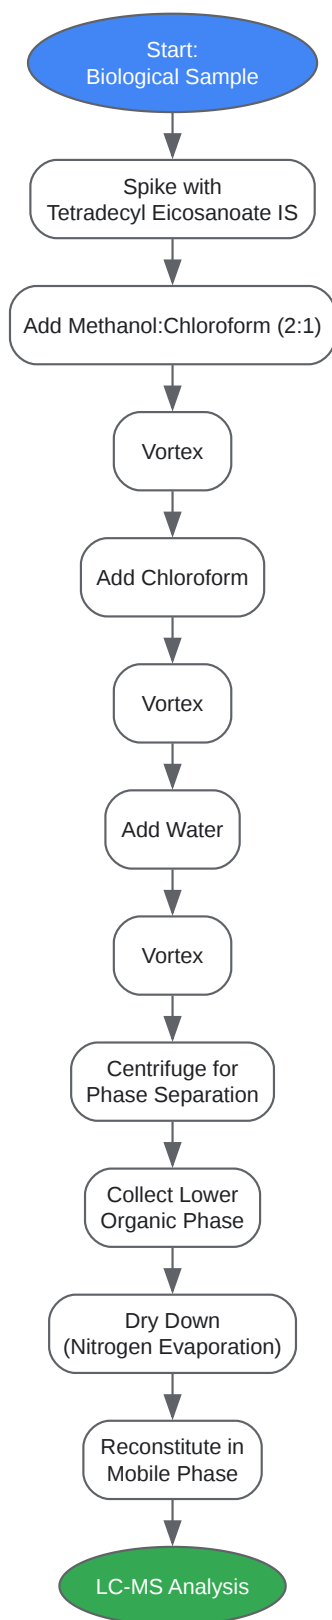 Start:
Biological Sample
Spike with
Tetradecyl Eicosanoate IS
Add Methanol:Chloroform (2:1)
Vortex
Add Chloroform
Vortex
Add Water
Vortex
Centrifuge for
Phase Separation
Collect Lower
Organic Phase
Dry Down
(Nitrogen Evaporation)
Reconstitute in
Mobile Phase
LC-MS Analysis